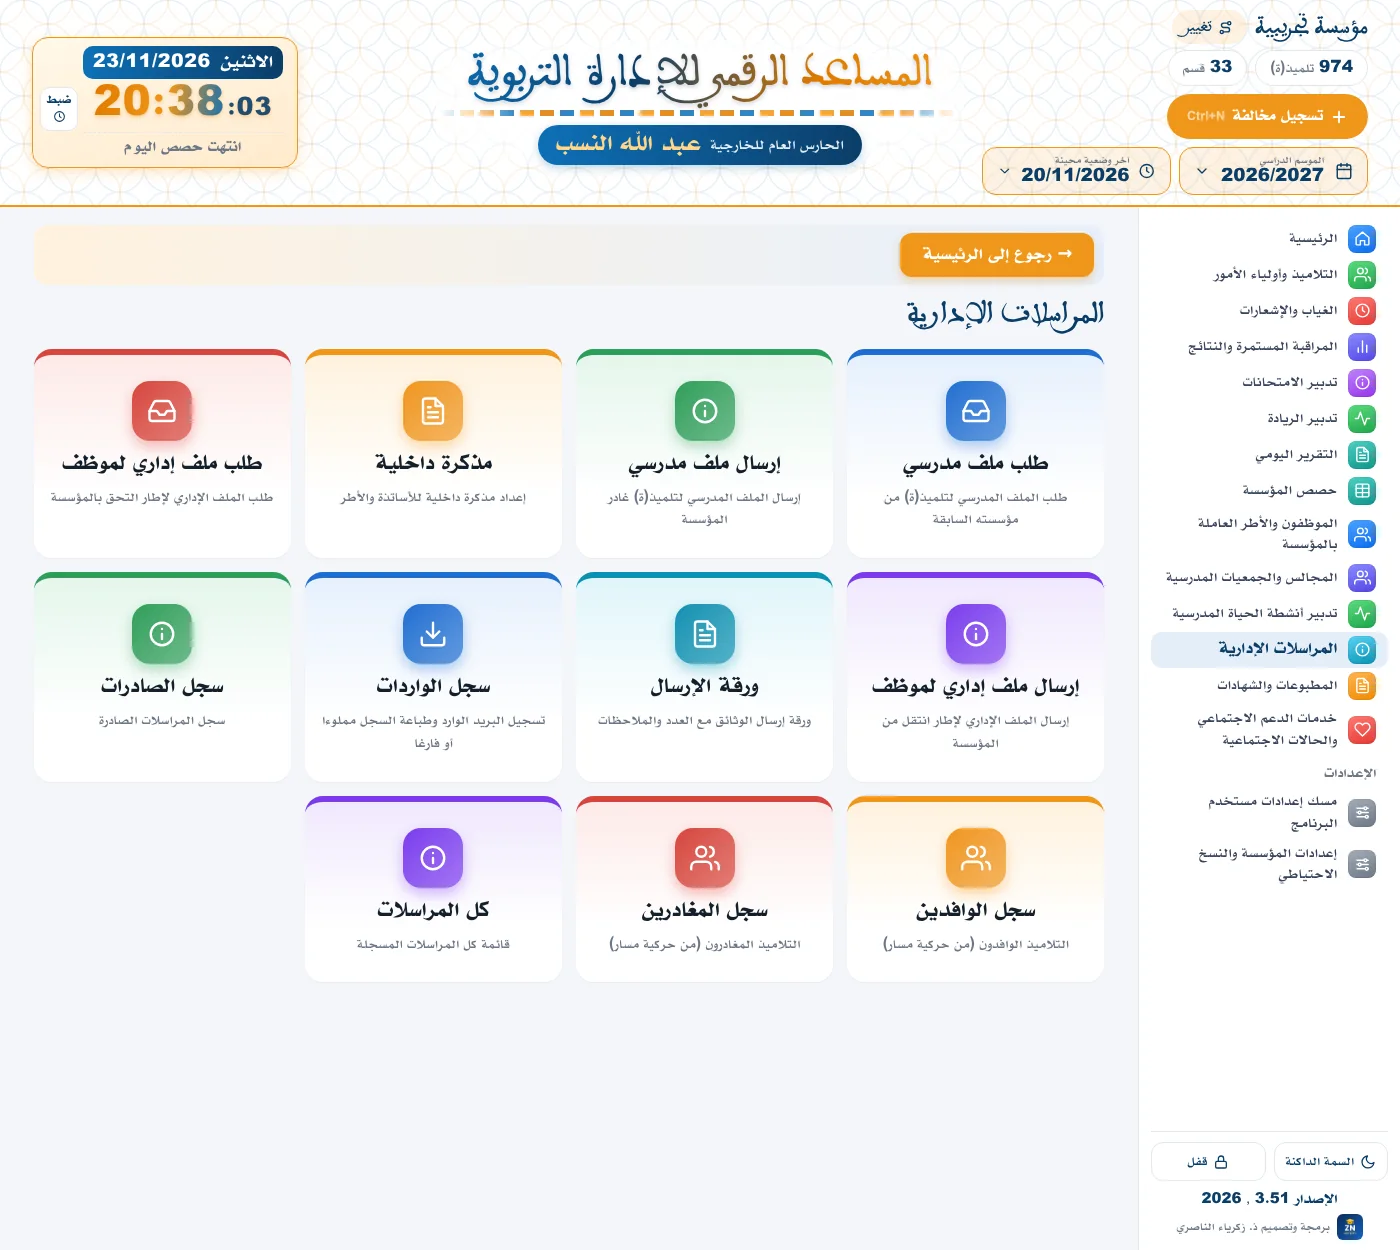 مؤسسة تجريبية
تغيير
974 تلميذ(ة)
33 قسم
تسجيل مخالفة Ctrl+N
الموسم الدراسي
2026/2027
آخر وضعية محينة
20/11/2026
المساعد الرقمي للإدارة التربوية
الحارس العام للخارجية عبد الله النسب
الاثنين 23/11/2026
20:38:03
ضبط
انتهت حصص اليوم
الرئيسية
التلاميذ وأولياء الأمور
الغياب والإشعارات
المراقبة المستمرة والنتائج
تدبير الامتحانات
تدبير الريادة
التقرير اليومي
حصص المؤسسة
الموظفون والأطر العاملة
بالمؤسسة
المجالس والجمعيات المدرسية
تدبير أنشطة الحياة المدرسية
المراسلات الإدارية
المطبوعات والشهادات
خدمات الدعم الاجتماعي
والحالات الاجتماعية
الإعدادات
مسك إعدادات مستخدم
البرنامج
إعدادات المؤسسة والنسخ
الاحتياطي
السمة الداكنة
قفل
الإصدار 3.51 , 2026
برمجة وتصميم ذ. زكرياء الناصري
ZN
→ رجوع إلى الرئيسية
المراسلات الإدارية
طلب ملف مدرسي
طلب الملف المدرسي لتلميذ(ة) من
مؤسسته السابقة
إرسال ملف مدرسي
إرسال الملف المدرسي لتلميذ(ة) غادر
المؤسسة
مذكرة داخلية
إعداد مذكرة داخلية للأساتذة والأطر
طلب ملف إداري لموظف
طلب الملف الإداري لإطار التحق بالمؤسسة
إرسال ملف إداري لموظف
إرسال الملف الإداري لإطار انتقل من
المؤسسة
ورقة الإرسال
ورقة إرسال الوثائق مع العدد والملاحظات
سجل الواردات
تسجيل البريد الوارد وطباعة السجل مملوءا
أو فارغا
سجل الصادرات
سجل المراسلات الصادرة
سجل الوافدين
التلاميذ الوافدون (من حركية مسار)
سجل المغادرين
التلاميذ المغادرون (من حركية مسار)
كل المراسلات
قائمة كل المراسلات المسجلة